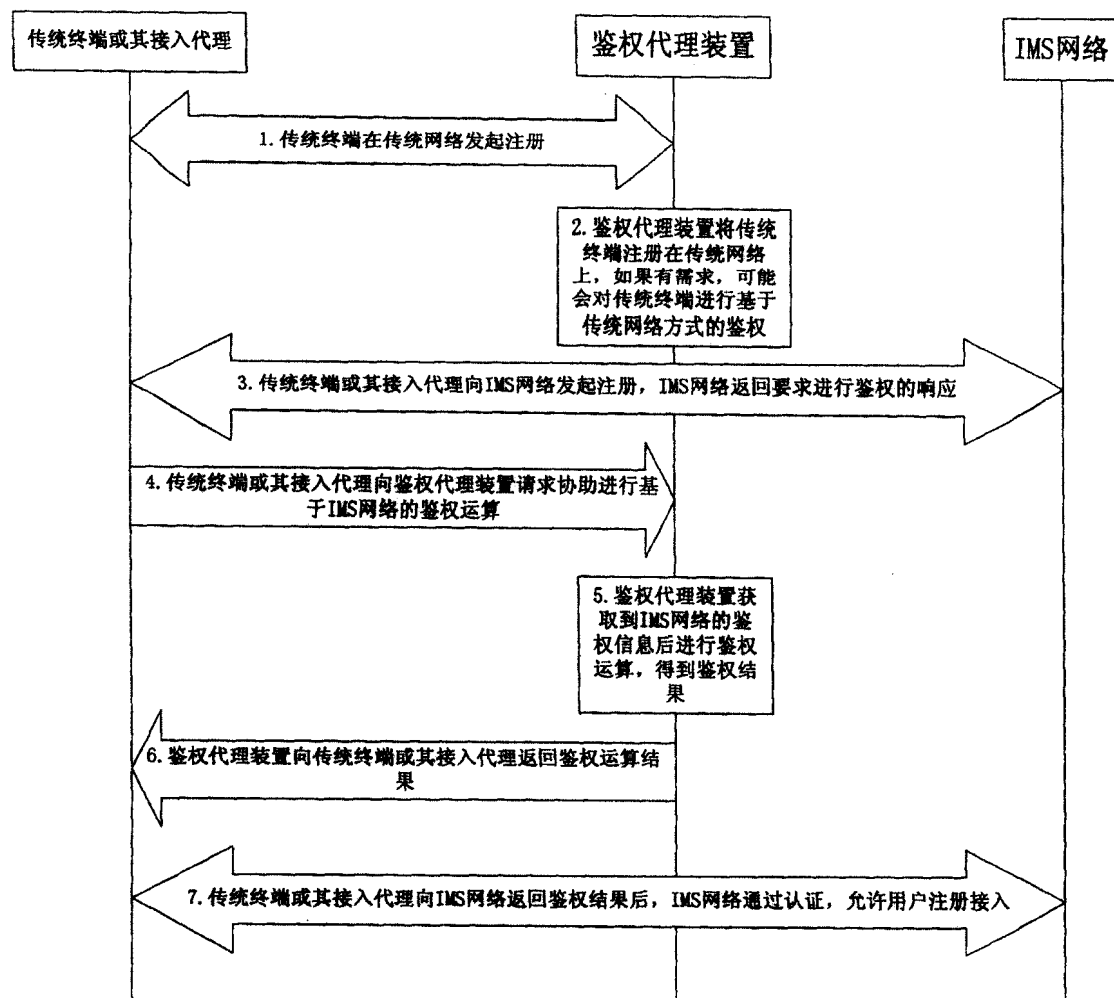 传统终端或其接入代理
鉴权代理装置
IMS网络
1.传统终端在传统网络发起注册
2.鉴权代理装置将传统
终端注册在传统网络
上，如果有需求，可能
会对传统终端进行基于
传统网络方式的鉴权
3.传统终端或其接入代理向IMS网络发起注册，IMS网络返回要求进行鉴权的响应
4.传统终端或其接入代理向鉴权代理装置请求协助进行基
于IMS网络的鉴权运算
5.鉴权代理装置获
取到IMS网络的鉴
权信息后进行鉴权
运算，得到鉴权结
果
6.鉴权代理装置向传统终端或其接入代理返回鉴权运算结
果
7.传统终端或其接入代理向IMS网络返回鉴权结果后，IMS网络通过认证，允许用户注册接入